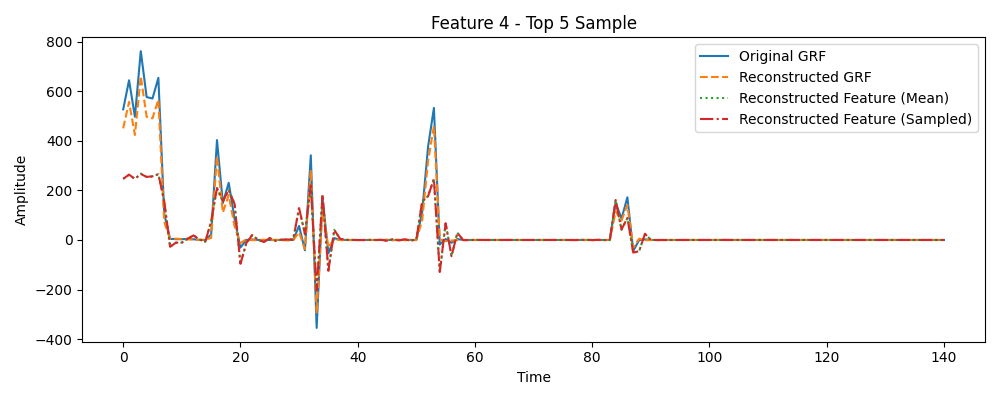 Feature 4 - Top 5 Sample
Amplitude
800
600
400
200
0
−200
−400
Original GRF
Reconstructed GRF
Reconstructed Feature (Mean)
Reconstructed Feature (Sampled)
0 20 40 60 80 100 120 140
Time